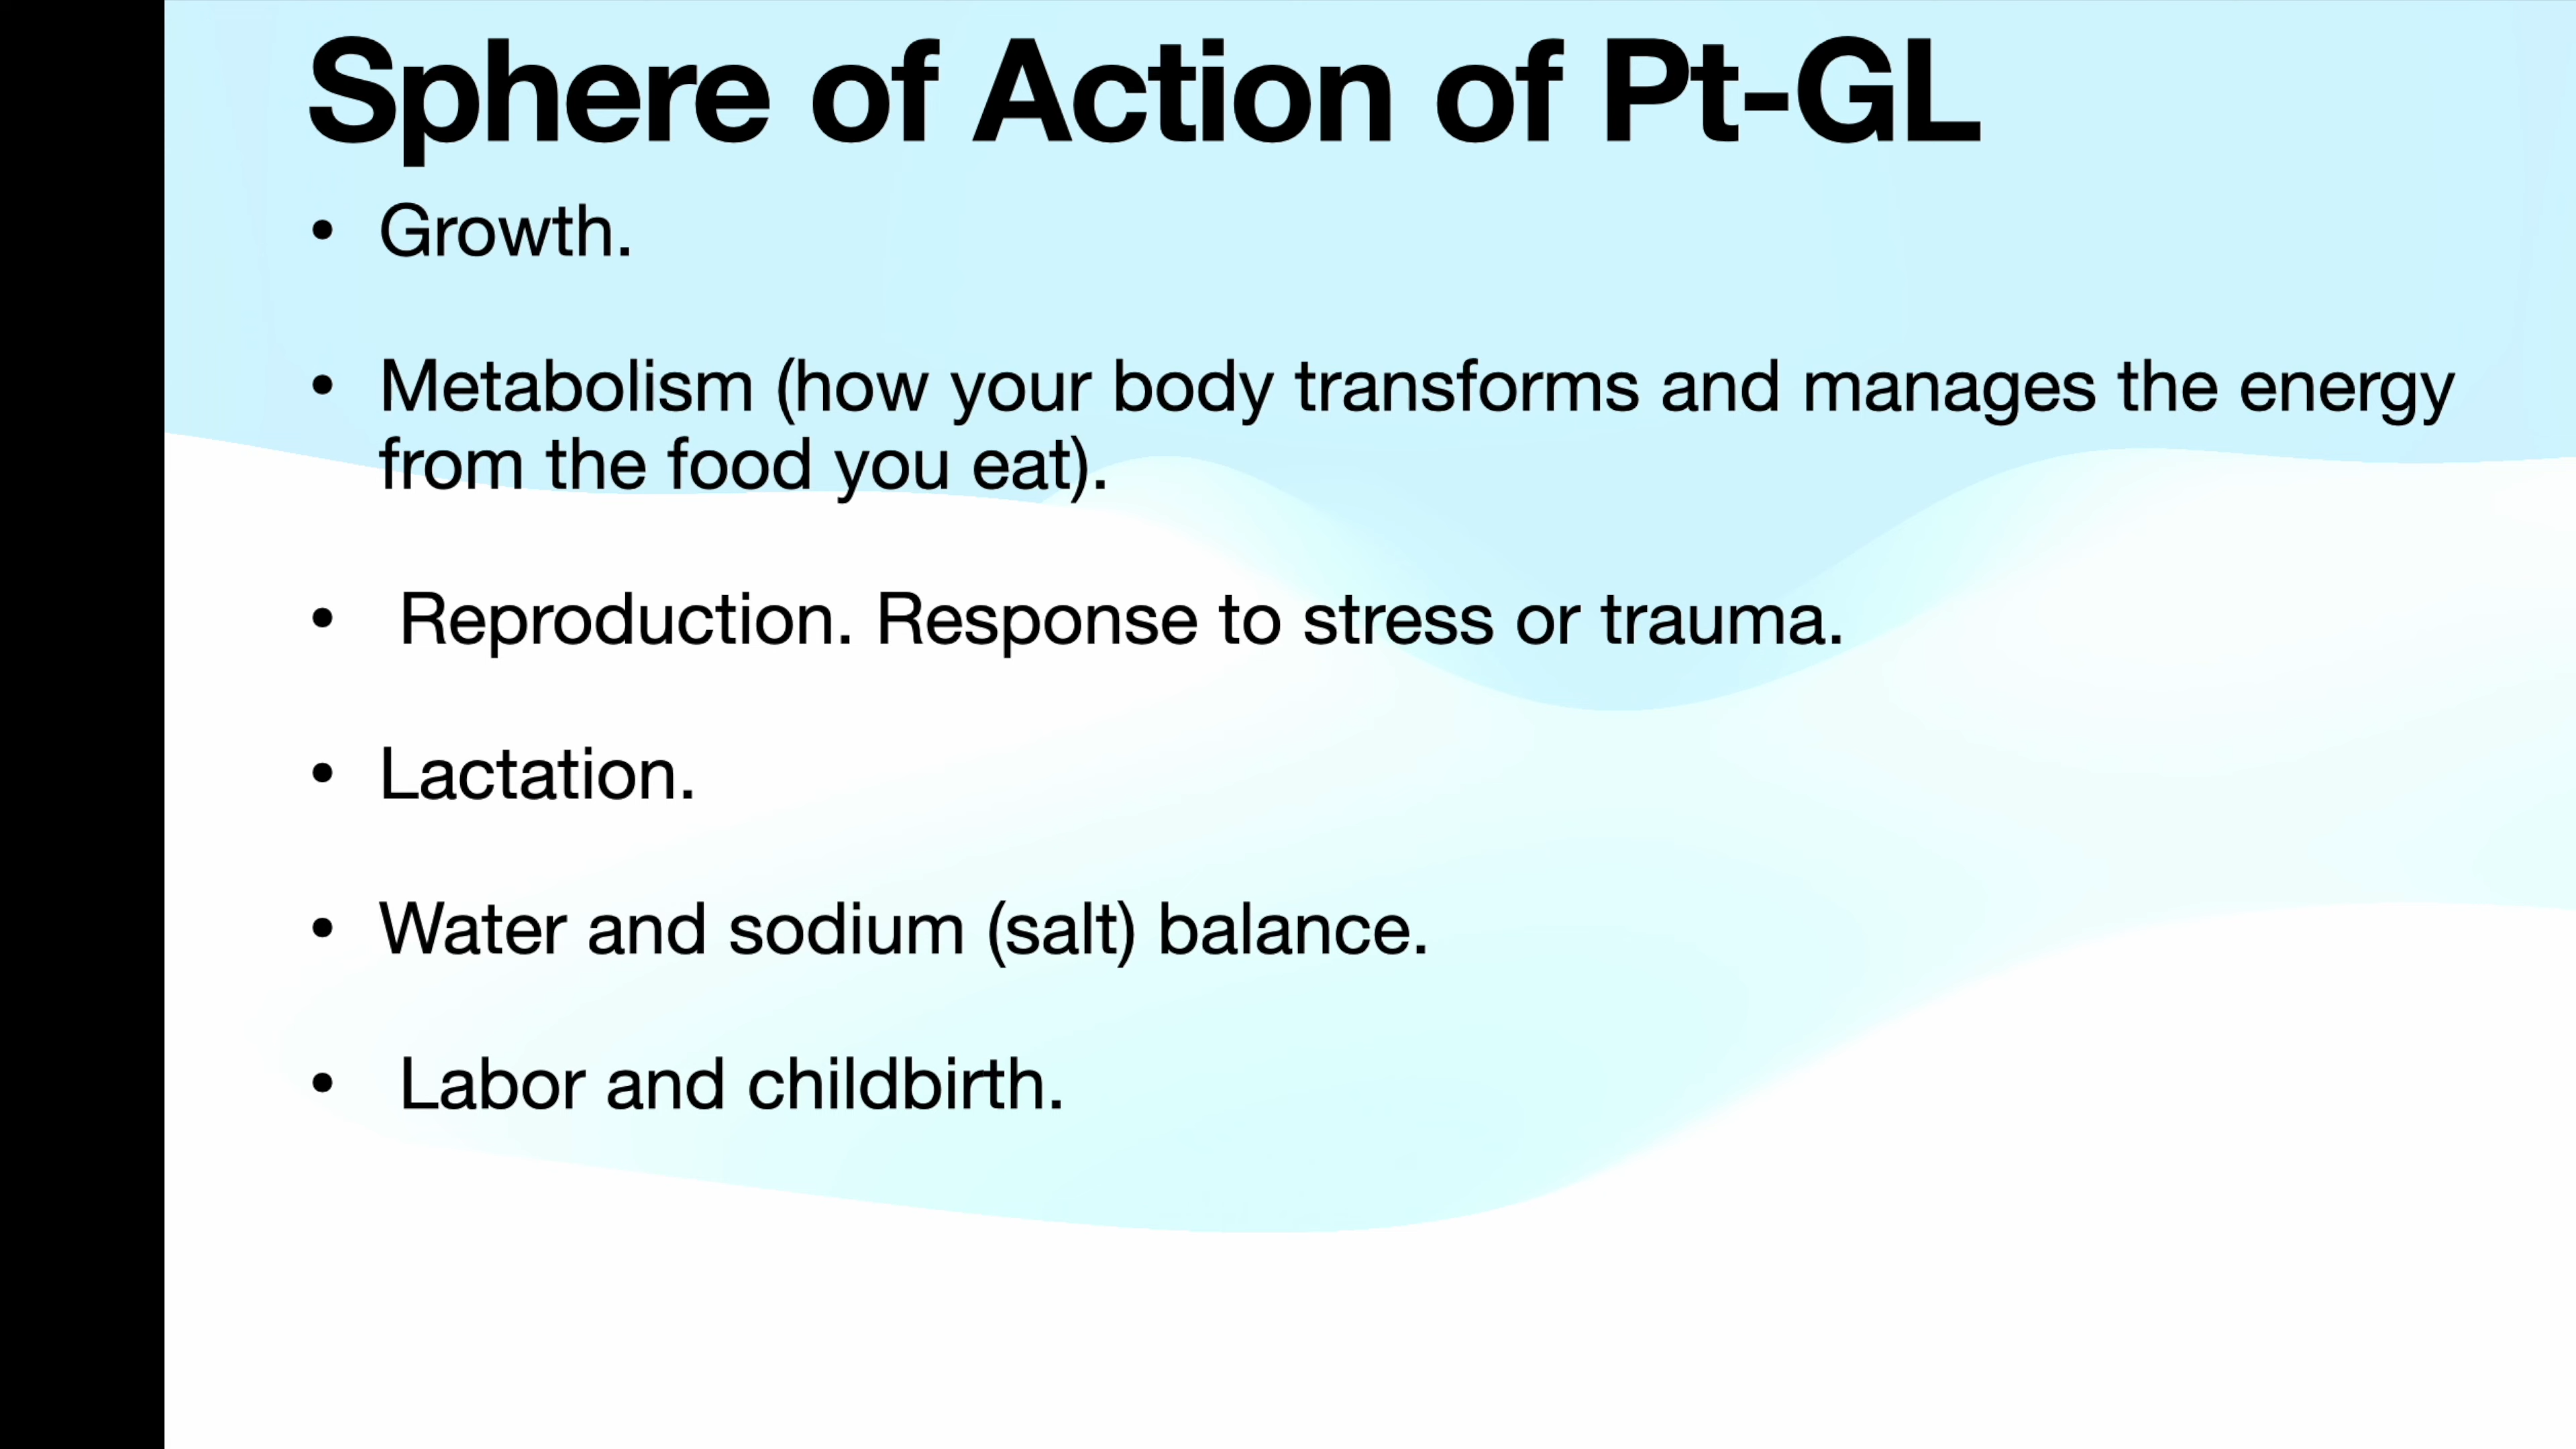 Sphere of Action of Pt-GL
• Growth.
• Metabolism (how your body transforms and manages the energy
from the food you eat).
• Reproduction. Response to stress or trauma.
• Lactation.
• Water and sodium (salt) balance.
• Labor and childbirth.